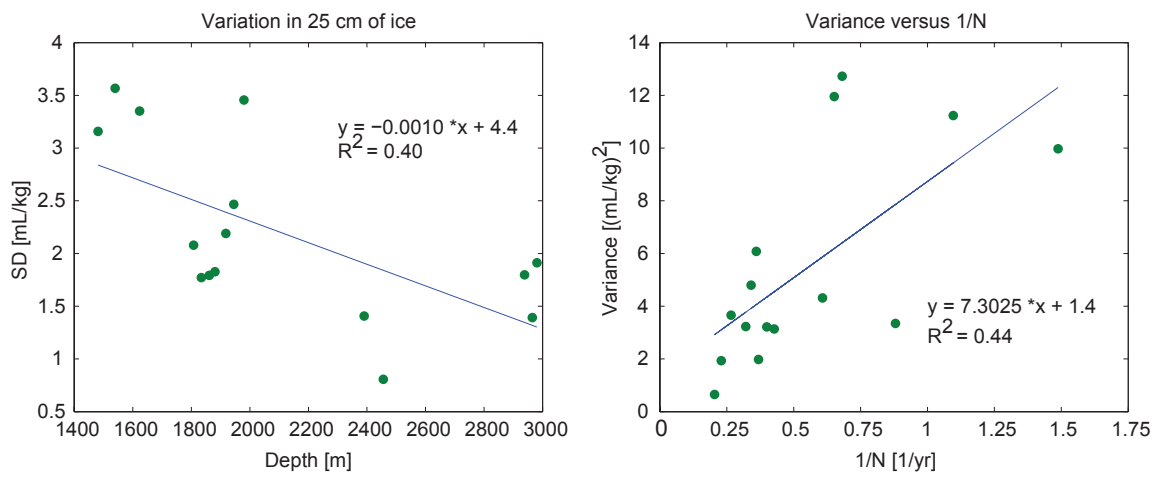 Variation in 25 cm of ice
4
3.5
3
2.5
2
1.5
1
0.5
SD [mL/kg]
y = −0.0010 *x + 4.4
R2 = 0.40
1400 1600 1800 2000 2200 2400 2600 2800 3000
Depth [m]
Variance versus 1/N
14
12
10
8
6
4
2
0
Variance [(mL/kg)2]
y = 7.3025 *x + 1.4
R2 = 0.44
0 0.25 0.5 0.75 1 1.25 1.5 1.75
1/N [1/yr]